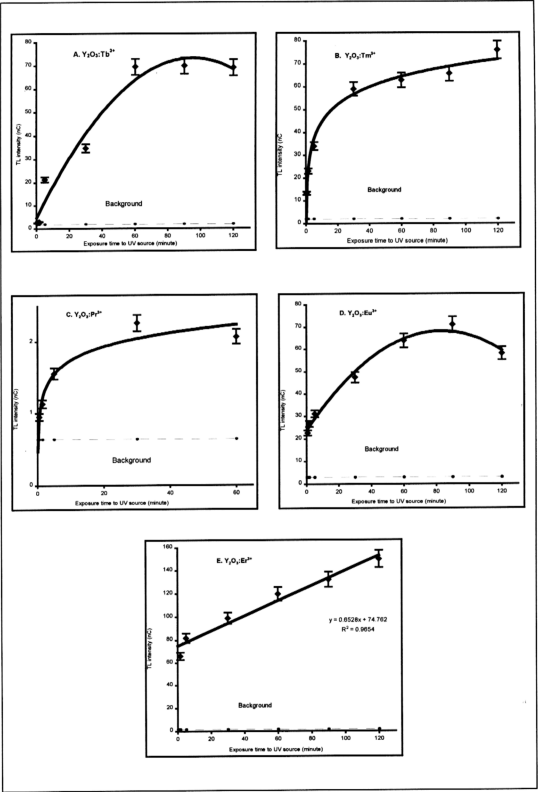 A. Y₂O₃:Tb³⁺
TL intensity (nC)
80
70
60
50
40
30
20
10
0
Background
0 20 40 60 80 100 120
Exposure time to UV source (minute)
B. Y₂O₃:Tm³⁺
TL intensity (nC
80
70
60
50
40
30
20
10
0
Background
0 20 40 60 80 100 120
Exposure time to UV source (minute)
C. Y₂O₃:Pr³⁺
TL intensity (nC)
2
1
0
Background
0 20 40 60
Exposure time to UV source (minute)
D. Y₂O₃:Eu³⁺
TL intensity (nC)
80
70
60
50
40
30
20
10
0
Background
0 20 40 60 80 100 120
Exposure time to UV source (minute)
E. Y₂O₃:Er³⁺
TL intensity (nC)
160
140
120
100
80
60
40
20
0
y = 0.6528x + 74.762
R² = 0.9654
Background
0 20 40 60 80 100 120
Exposure time to UV source (minute)